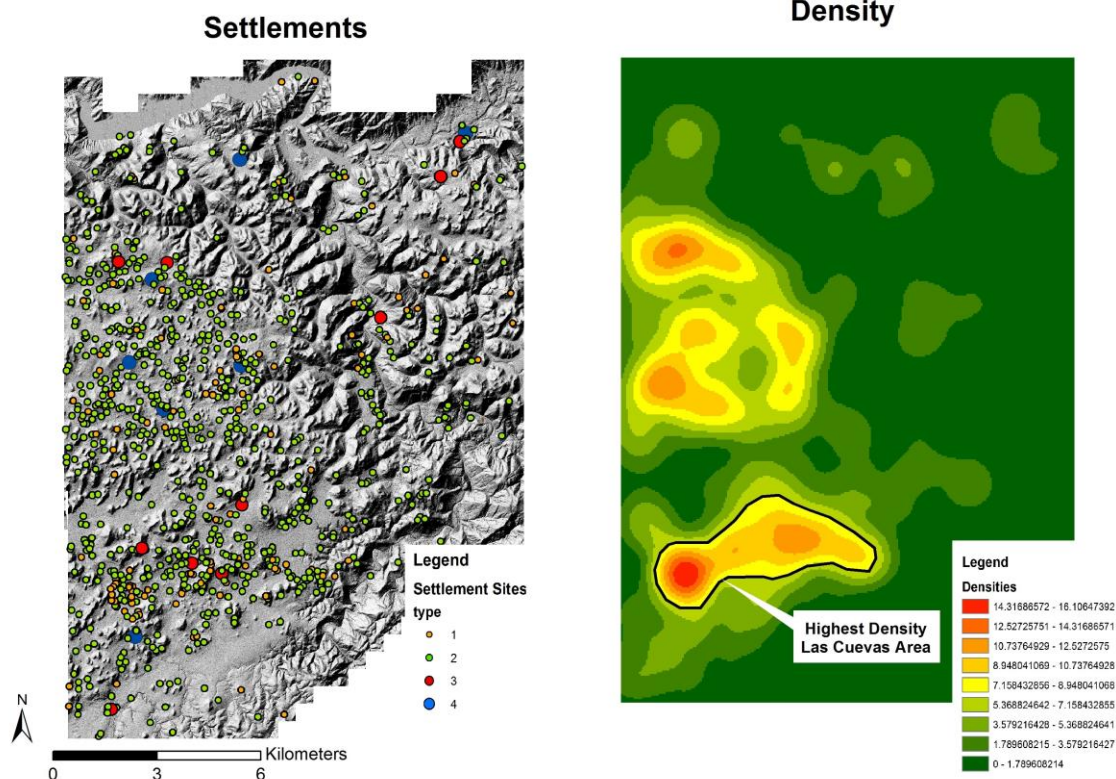 Settlements
Legend
Settlement Sites
type
1
2
3
4
N
Kilometers
0 3 6
Density
Highest Density
Las Cuevas Area
Legend
Densities
14.31686572 - 16.10647392
12.52725751 - 14.31686571
10.73764929 - 12.5272575
8.948041069 - 10.73764928
7.158432856 - 8.948041068
5.368824642 - 7.158432855
3.579216428 - 5.368824641
1.789608215 - 3.579216427
0 - 1.789608214